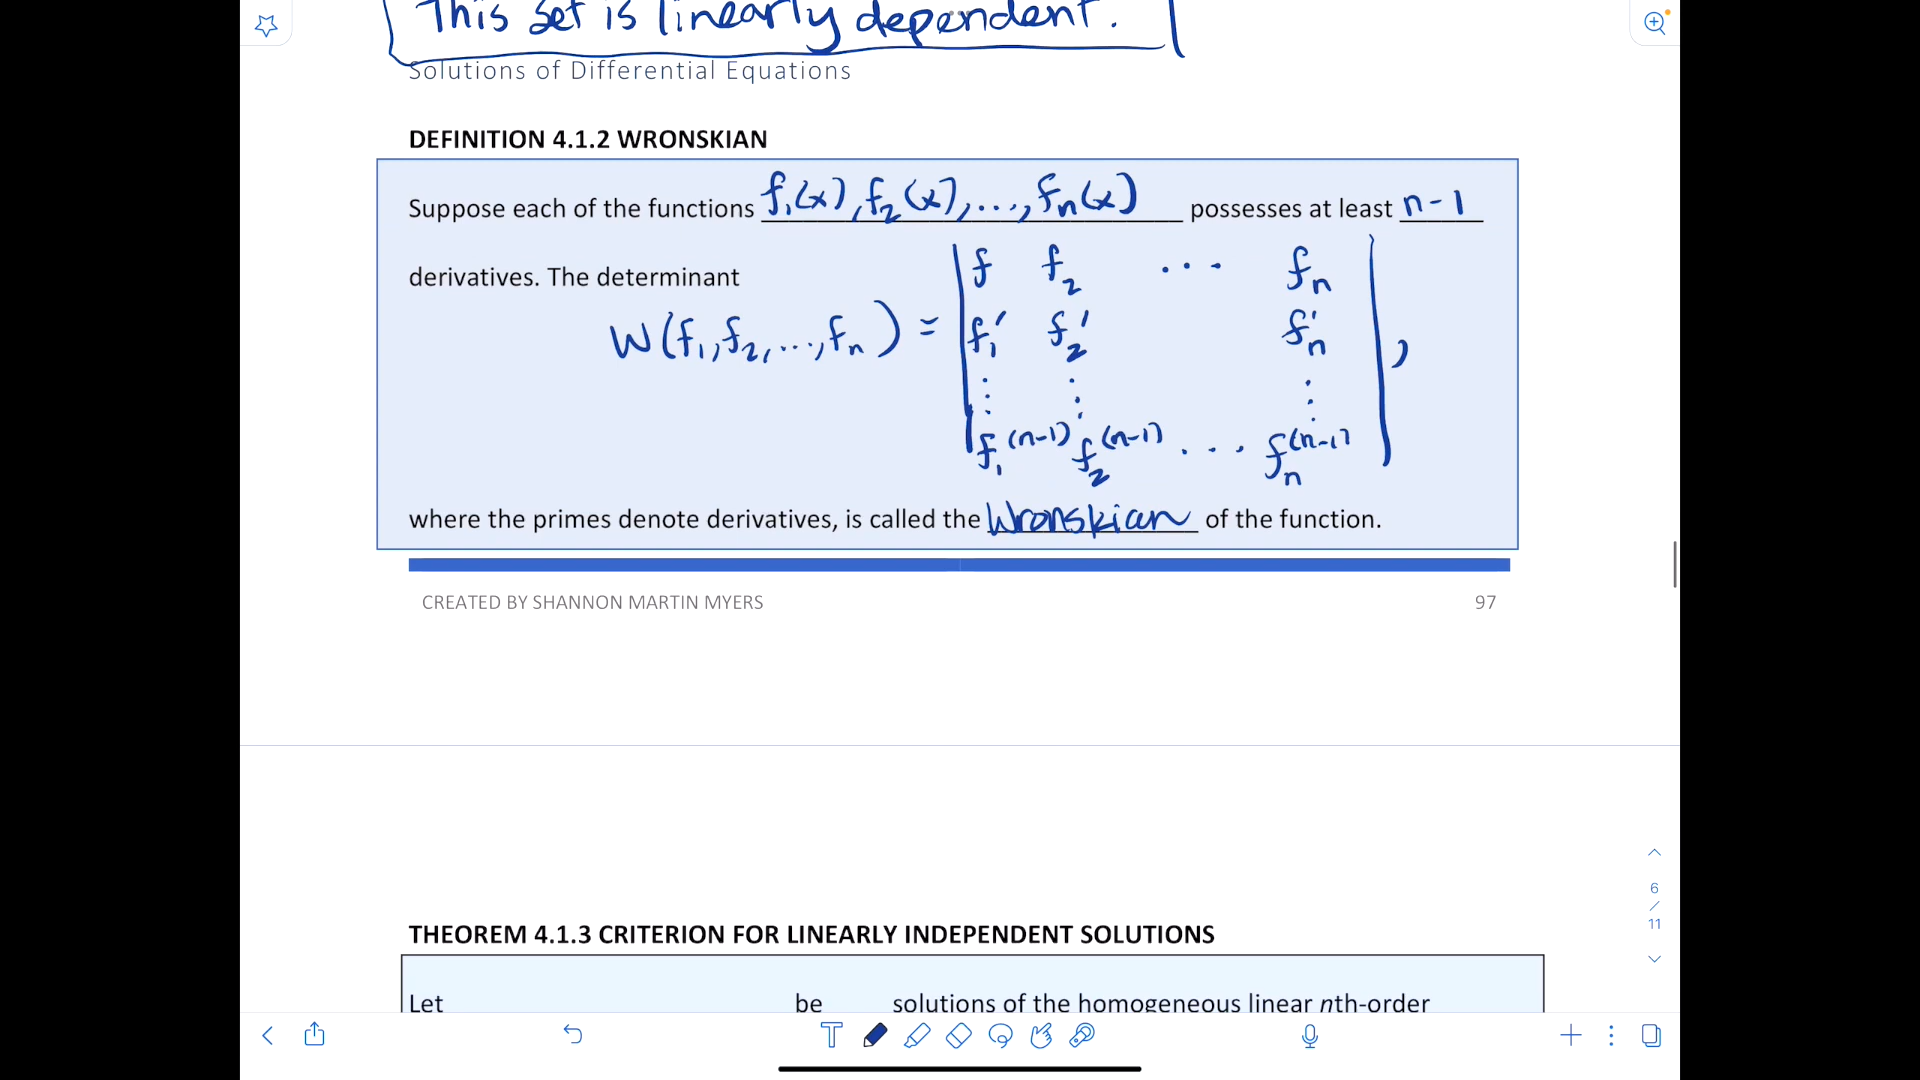 This set is linearly dependent.
Solutions of Differential Equations
DEFINITION 4.1.2 WRONSKIAN
Suppose each of the functions f₁(x), f₂(x), ..., fₙ(x) possesses at least n-1
derivatives. The determinant
W(f₁, f₂, ..., fₙ) = | f f₂ ... fₙ |
| f₁' f₂' fₙ' |
| ⋮ ⋮ ⋮ |
| f₁⁽ⁿ⁻¹⁾ f₂⁽ⁿ⁻¹⁾ ... fₙ⁽ⁿ⁻¹⁾ |,
where the primes denote derivatives, is called the Wronskian of the function.
CREATED BY SHANNON MARTIN MYERS 97
THEOREM 4.1.3 CRITERION FOR LINEARLY INDEPENDENT SOLUTIONS
Let be solutions of the homogeneous linear nth-order
6
/
11
T